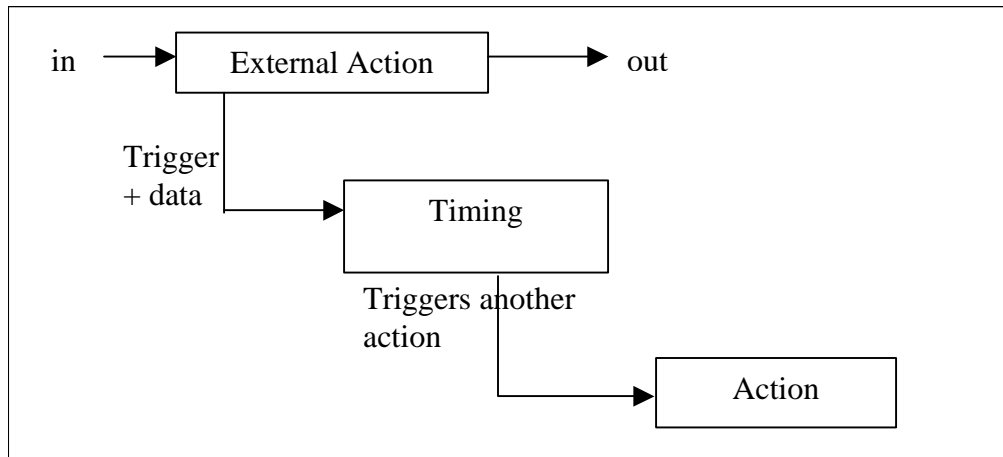 in
External Action
out
Trigger
+ data
Timing
Triggers another
action
Action